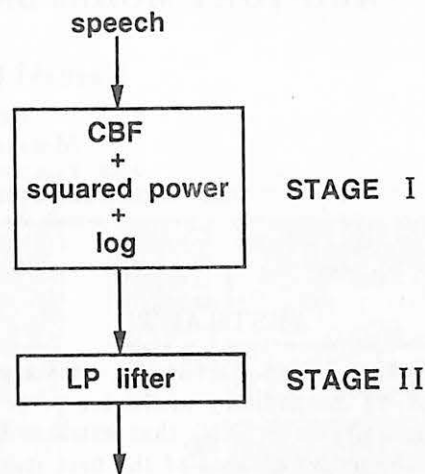 speech
CBF
+
squared power
+
log
STAGE I
LP lifter
STAGE II